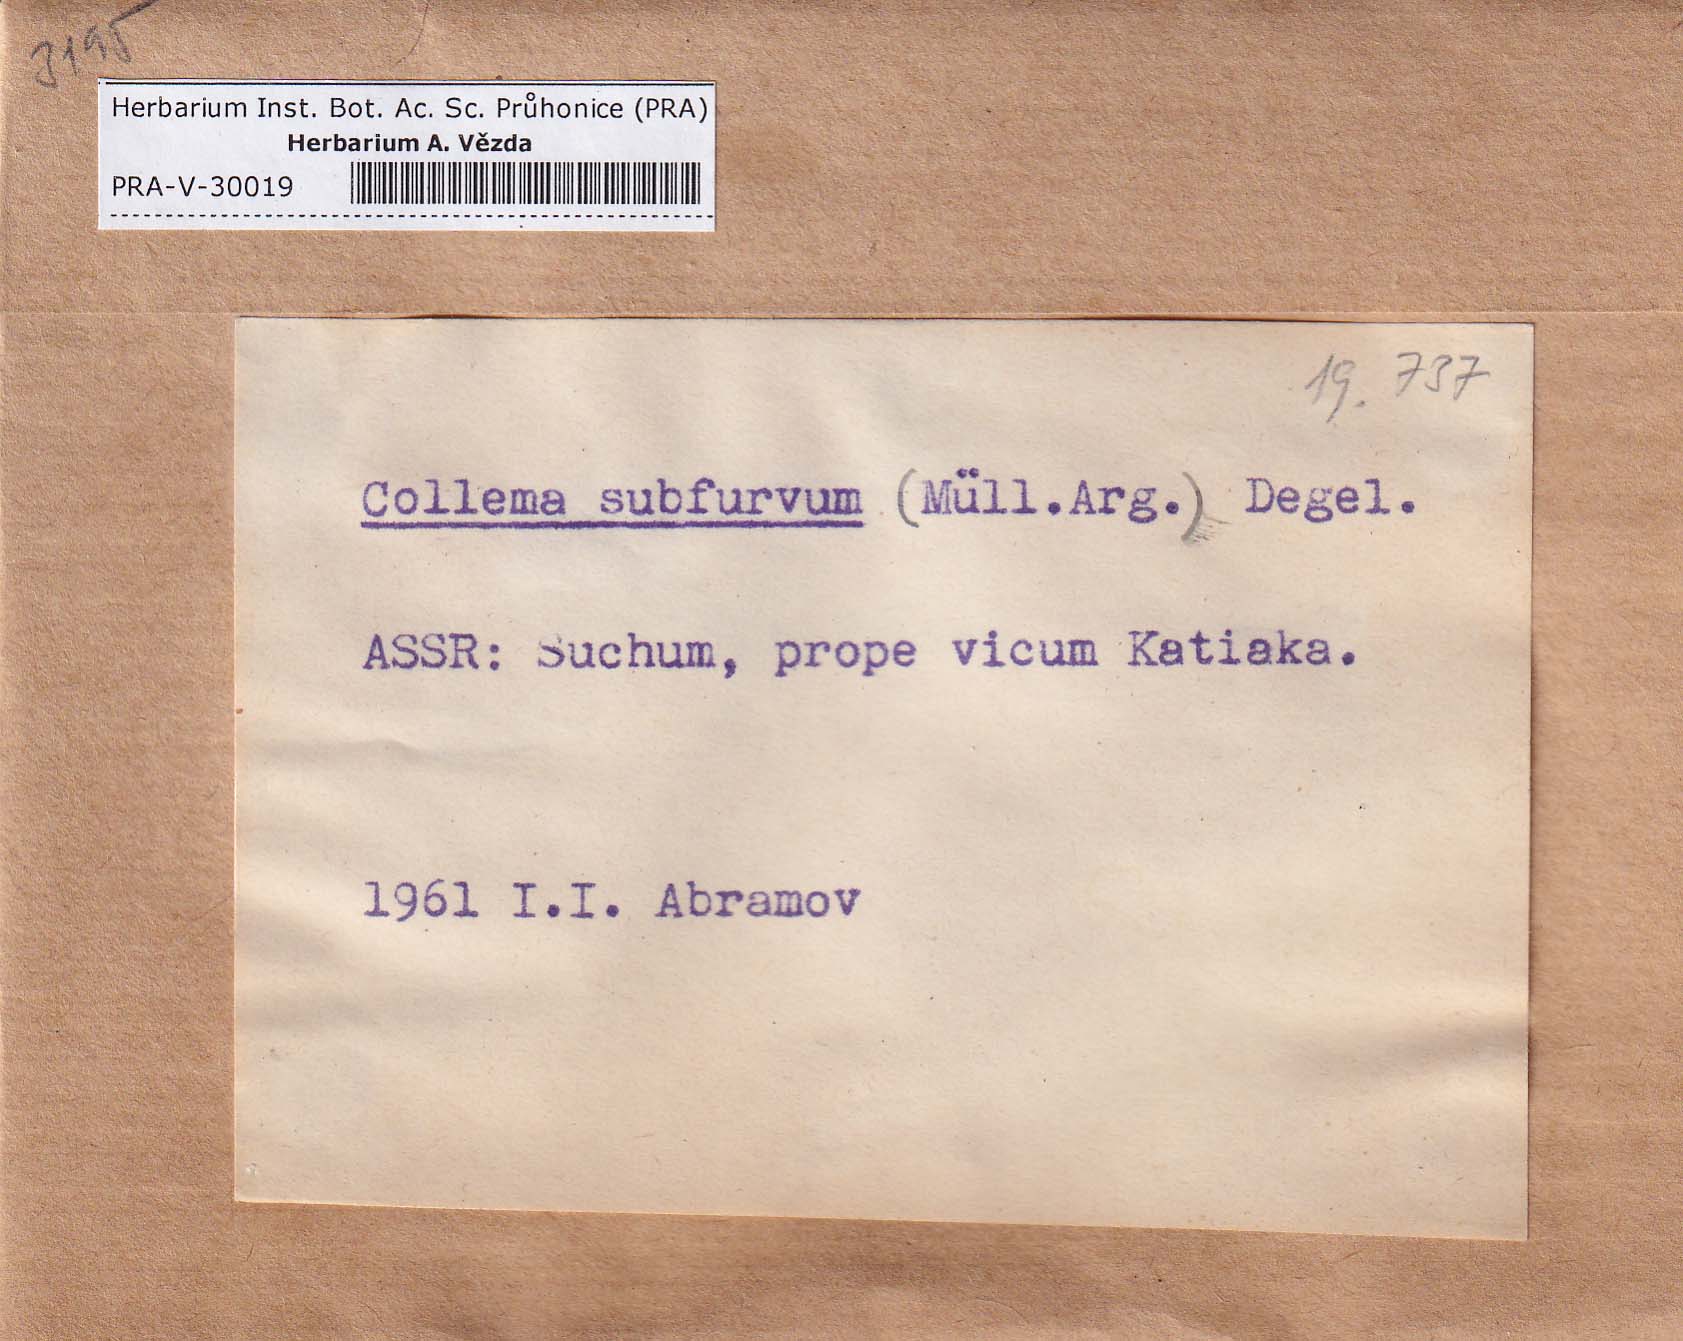 3195
Herbarium Inst. Bot. Ac. Sc. Průhonice (PRA)
Herbarium A. Vězda
PRA-V-30019
19. 737
Collema subfurvum (Müll.Arg.) Degel.
ASSR: Suchum, prope vicum Katiaka.
1961 I.I. Abramov